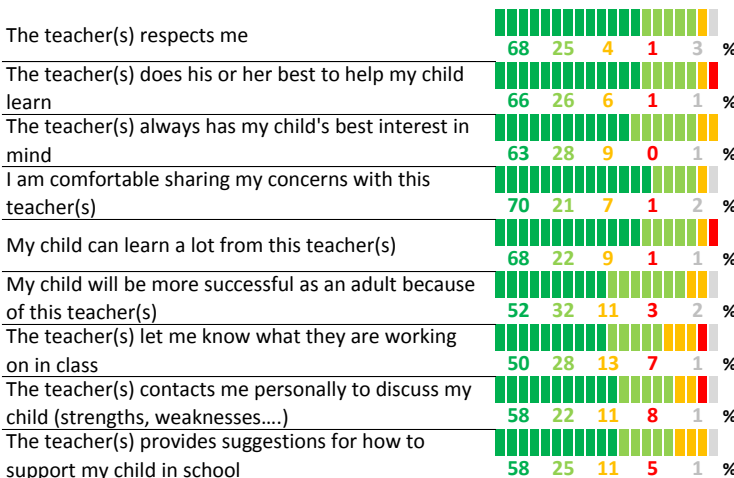 The teacher(s) respects me
68 25 4 1 3 %
The teacher(s) does his or her best to help my child
learn
66 26 6 1 1 %
The teacher(s) always has my child's best interest in
mind
63 28 9 0 1 %
I am comfortable sharing my concerns with this
teacher(s)
70 21 7 1 2 %
My child can learn a lot from this teacher(s)
68 22 9 1 1 %
My child will be more successful as an adult because
of this teacher(s)
52 32 11 3 2 %
The teacher(s) let me know what they are working
on in class
50 28 13 7 1 %
The teacher(s) contacts me personally to discuss my
child (strengths, weaknesses….)
58 22 11 8 1 %
The teacher(s) provides suggestions for how to
support my child in school
58 25 11 5 1 %